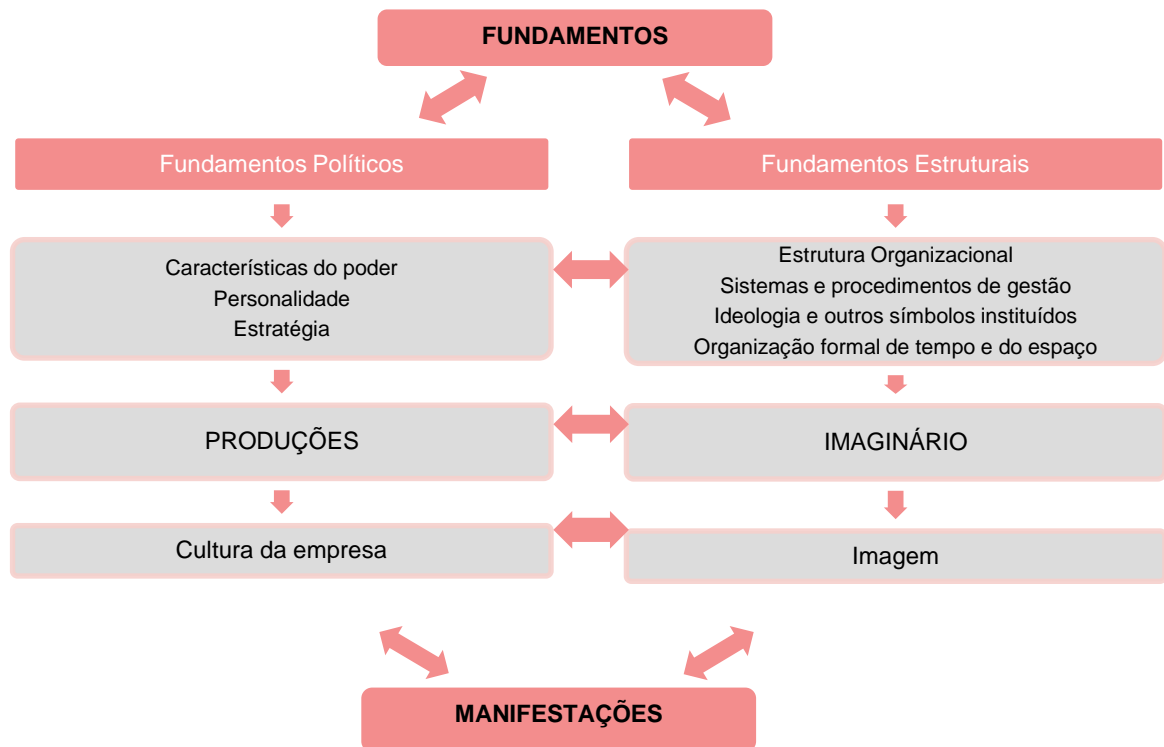 FUNDAMENTOS
Fundamentos Políticos
Fundamentos Estruturais
Características do poder
Personalidade
Estratégia
Estrutura Organizacional
Sistemas e procedimentos de gestão
Ideologia e outros símbolos instituídos
Organização formal de tempo e do espaço
PRODUÇÕES
IMAGINÁRIO
Cultura da empresa
Imagem
MANIFESTAÇÕES